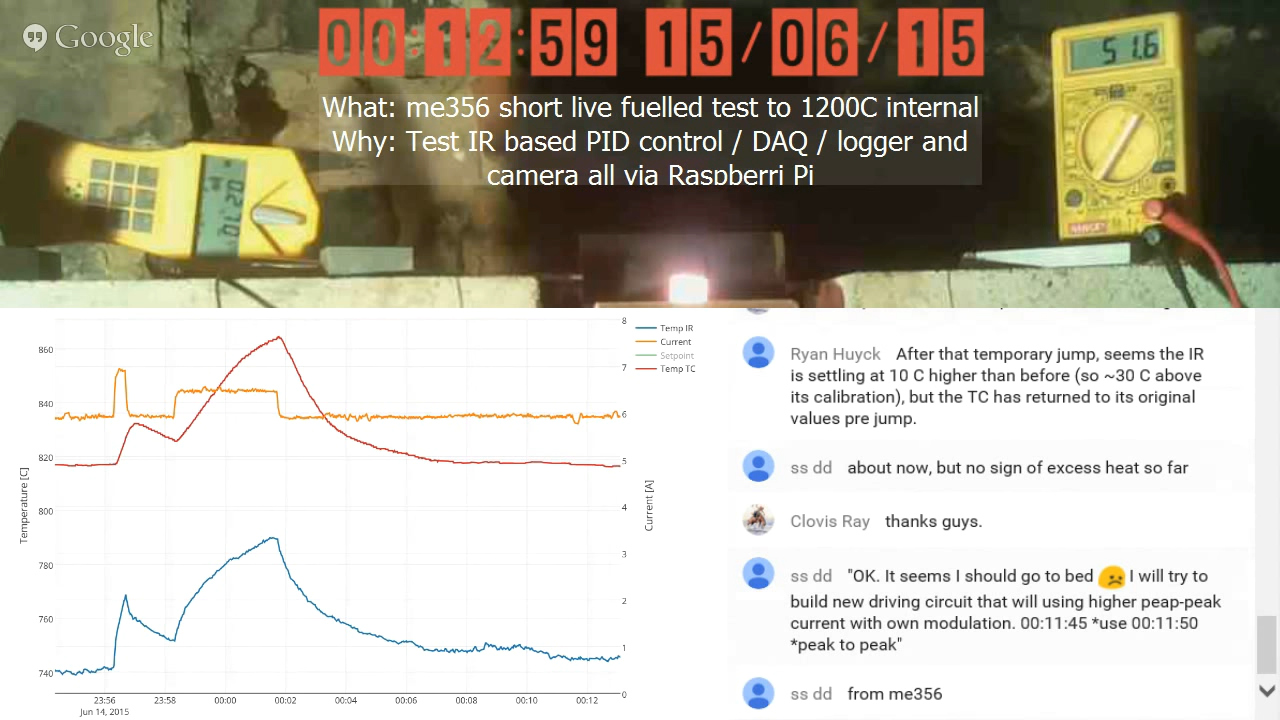 Google
00:12:59 15/06/15
What: me356 short live fuelled test to 1200C internal
Why: Test IR based PID control / DAQ / logger and
camera all via Raspberri Pi
51.6
860
840
820
800
780
760
740
Temperature [C]
23:56
23:58
00:00
00:02
00:04
00:06
00:08
00:10
00:12
Jun 14, 2015
8
7
6
5
4
3
2
1
0
Current [A]
Temp IR
Current
Setpoint
Temp TC
Ryan Huyck After that temporary jump, seems the IR
is settling at 10 C higher than before (so ~30 C above
its calibration), but the TC has returned to its original
values pre jump.
ss dd about now, but no sign of excess heat so far
Clovis Ray thanks guys.
ss dd "OK. It seems I should go to bed I will try to
build new driving circuit that will using higher peap-peak
current with own modulation. 00:11:45 *use 00:11:50
*peak to peak"
ss dd from me356